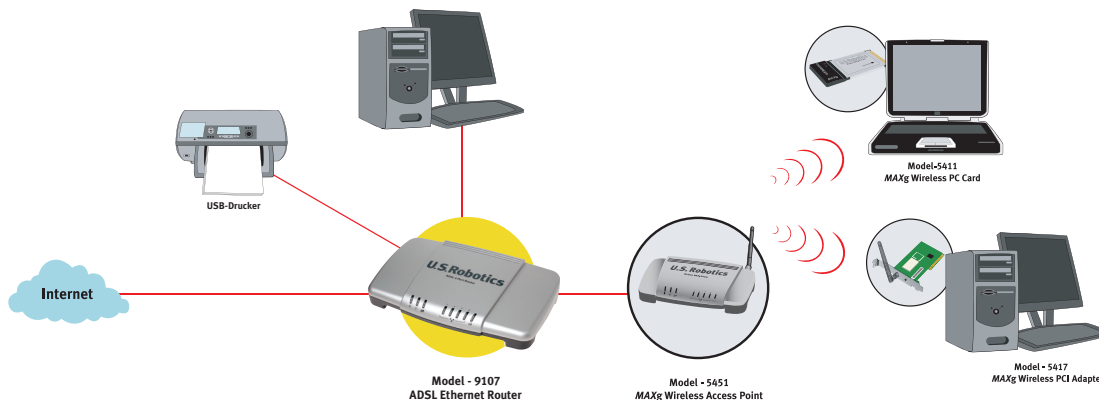 Model-5411
MAXg Wireless PC Card
USB-Drucker
U.S.Robotics
U.S.Robotics
Internet
Model - 9107
ADSL Ethernet Router
Model - 5451
MAXg Wireless Access Point
Model - 5417
MAXg Wireless PCI Adapte